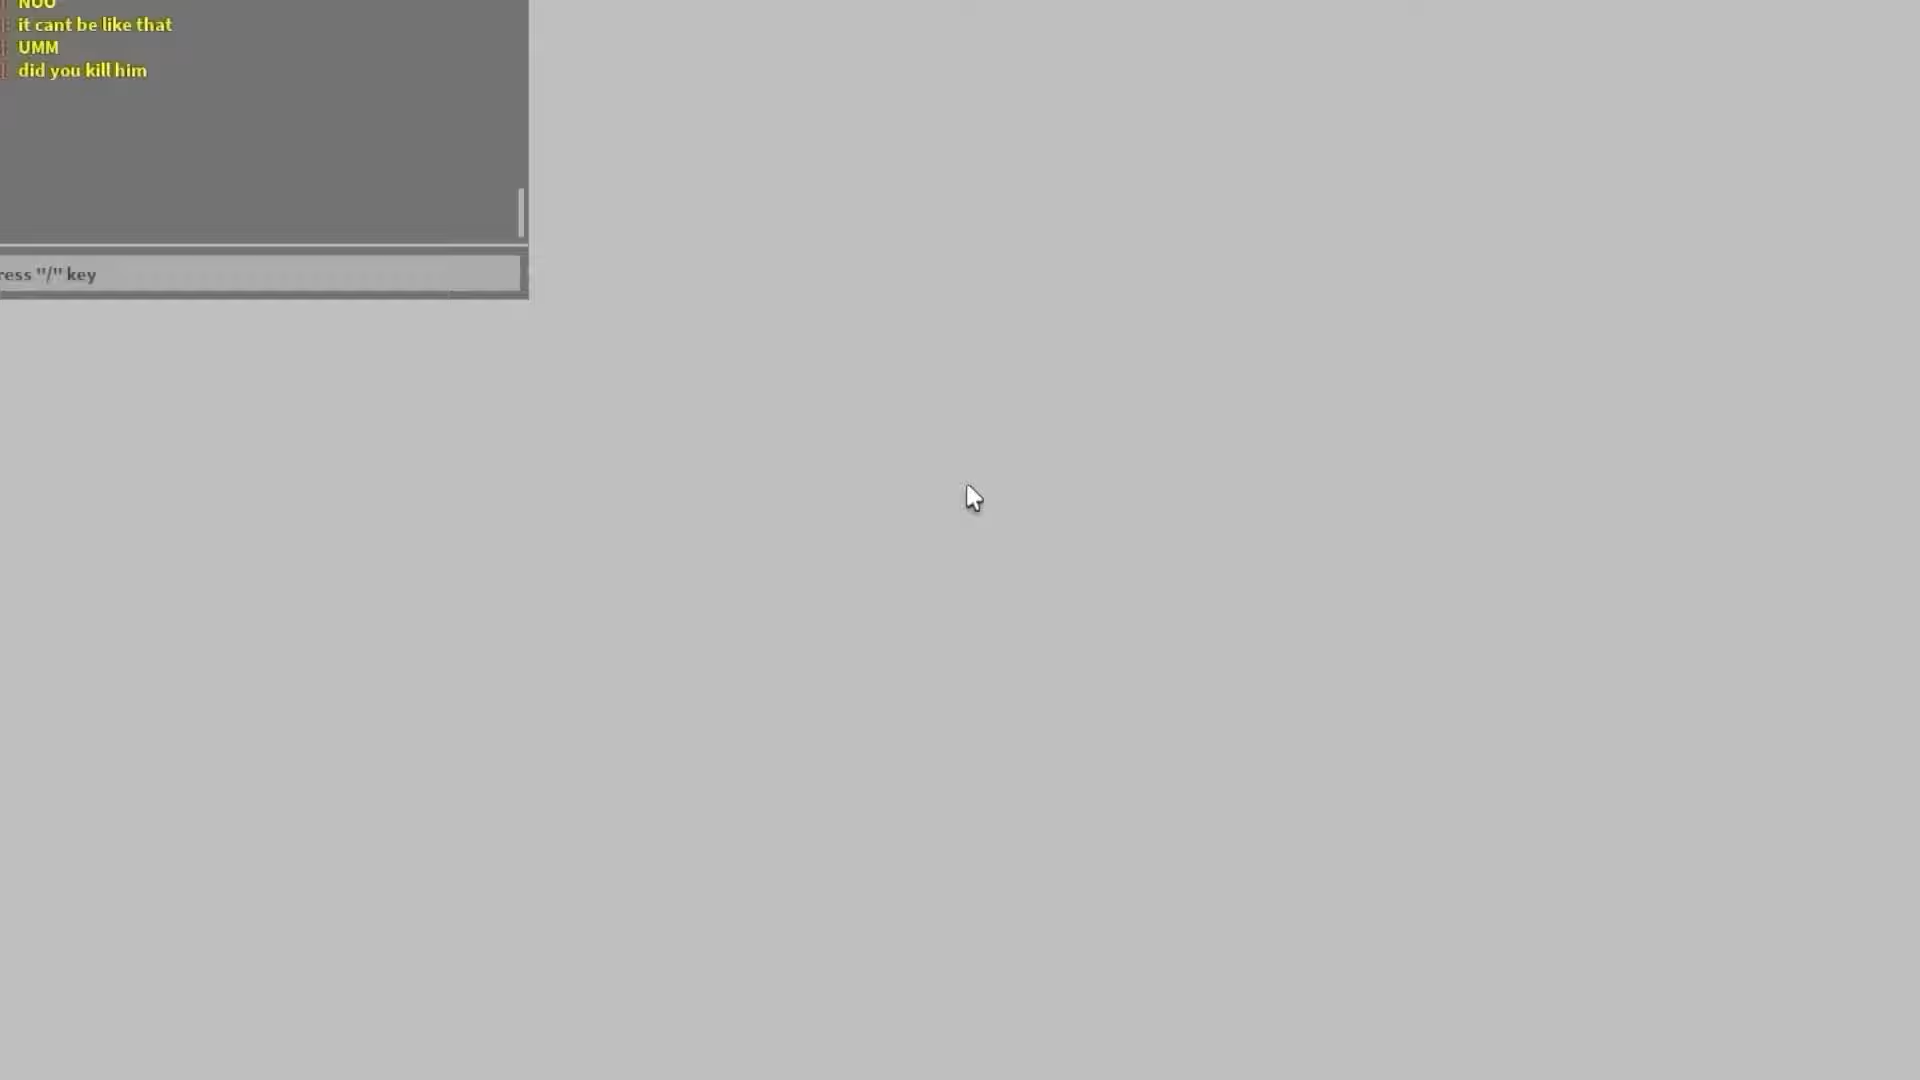 NOO
it cant be like that
UMM
did you kill him
ress "/" key